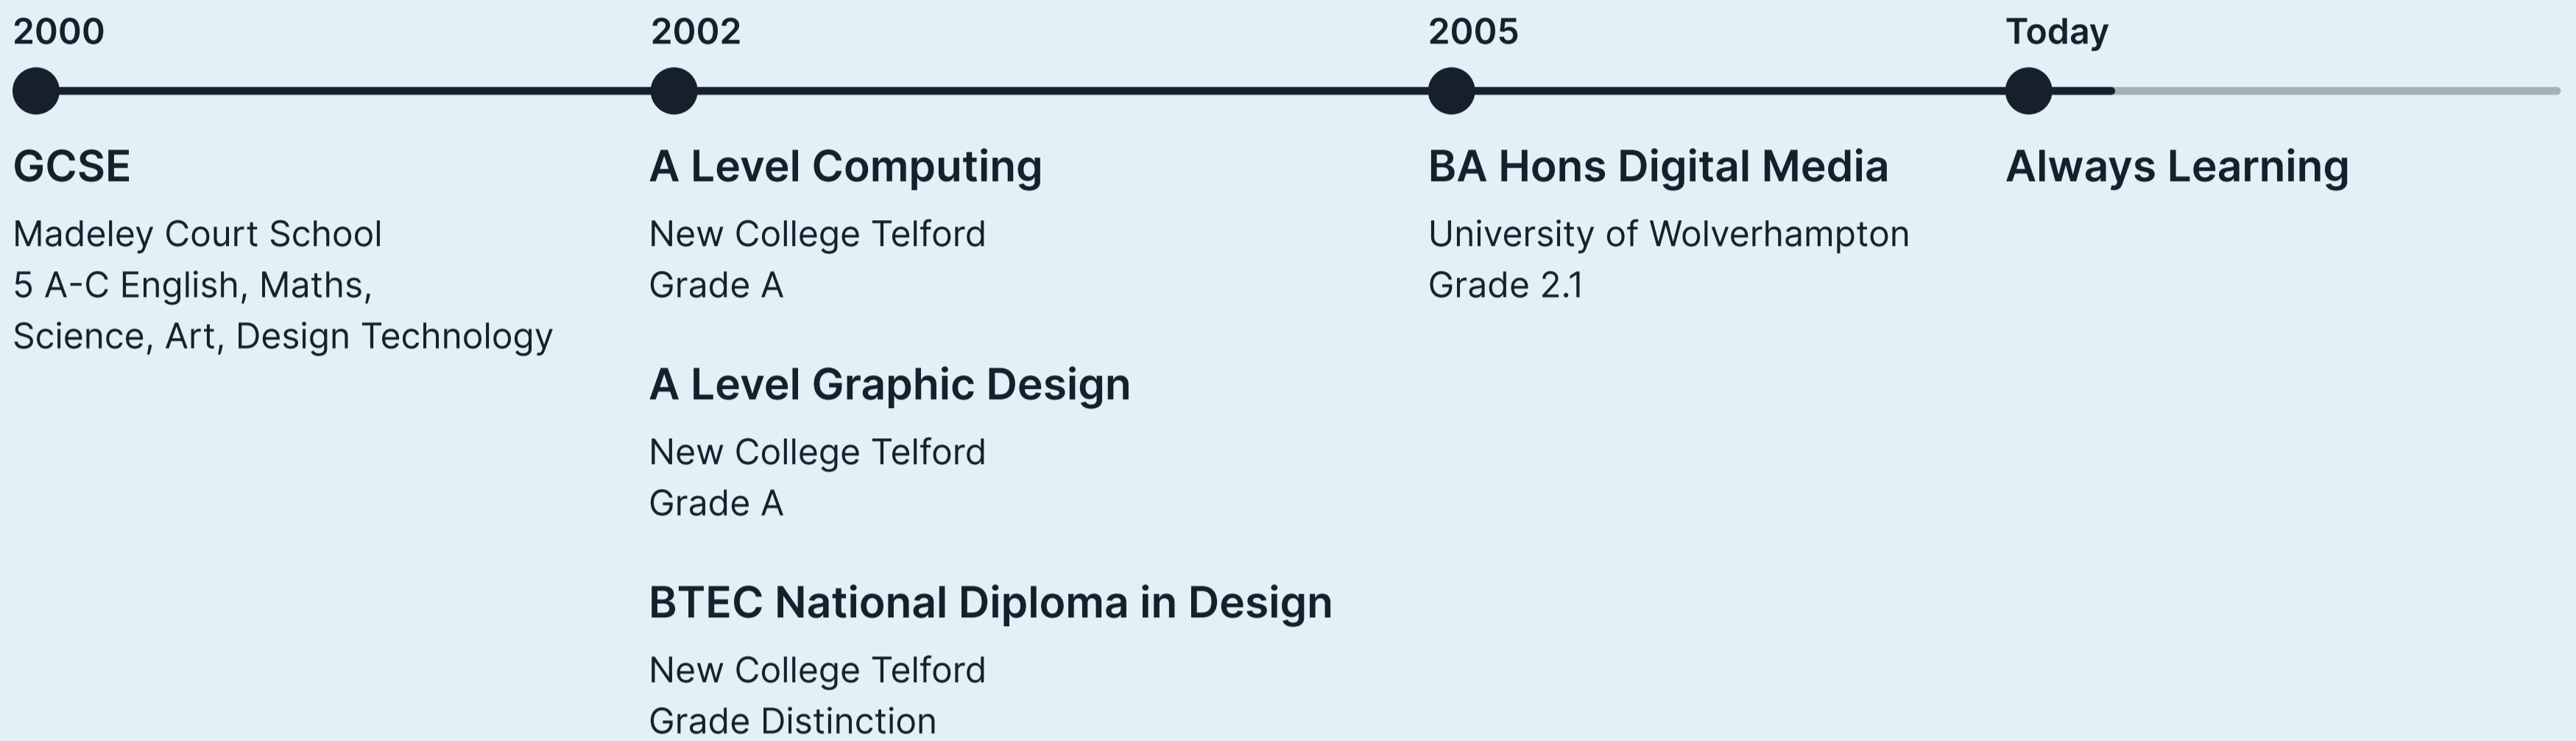 2000
GCSE
Madeley Court School
5 A-C English, Maths,
Science, Art, Design Technology
2002
A Level Computing
New College Telford
Grade A
A Level Graphic Design
New College Telford
Grade A
BTEC National Diploma in Design
New College Telford
Grade Distinction
2005
BA Hons Digital Media
University of Wolverhampton
Grade 2.1
Today
Always Learning